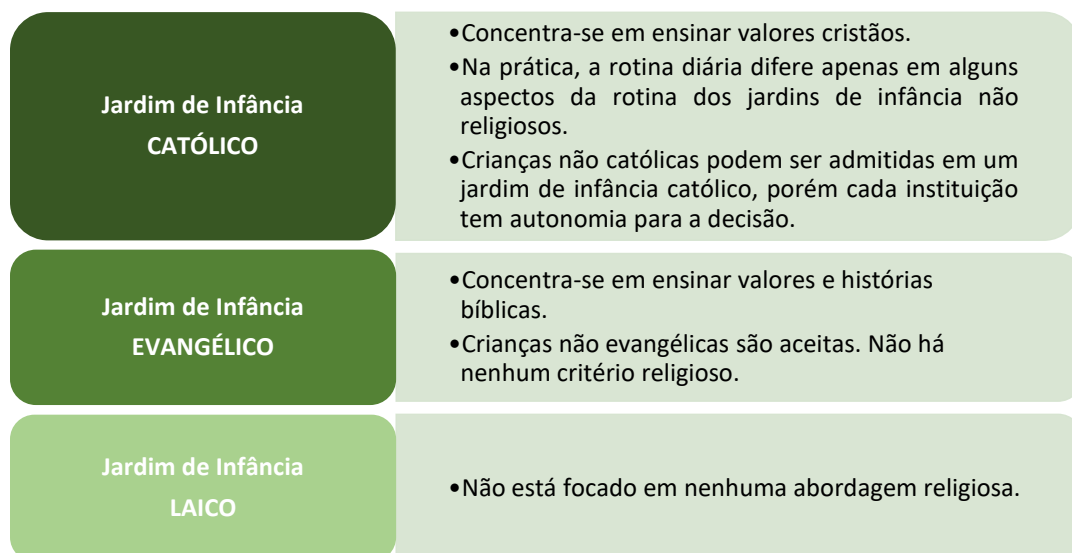 Jardim de Infância
CATÓLICO
•Concentra-se em ensinar valores cristãos.
•Na prática, a rotina diária difere apenas em alguns
aspectos da rotina dos jardins de infância não
religiosos.
•Crianças não católicas podem ser admitidas em um
jardim de infância católico, porém cada instituição
tem autonomia para a decisão.
Jardim de Infância
EVANGÉLICO
•Concentra-se em ensinar valores e histórias
bíblicas.
•Crianças não evangélicas são aceitas. Não há
nenhum critério religioso.
Jardim de Infância
LAICO
•Não está focado em nenhuma abordagem religiosa.